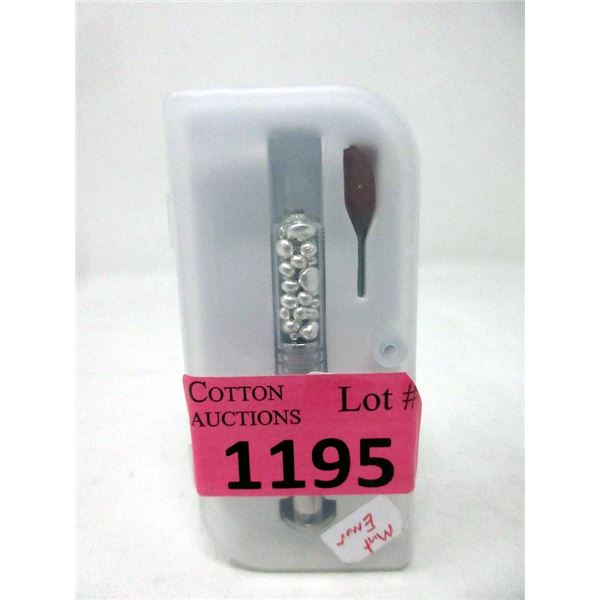 COTTON
AUCTIONS
Lot #
1195
Mint
Error